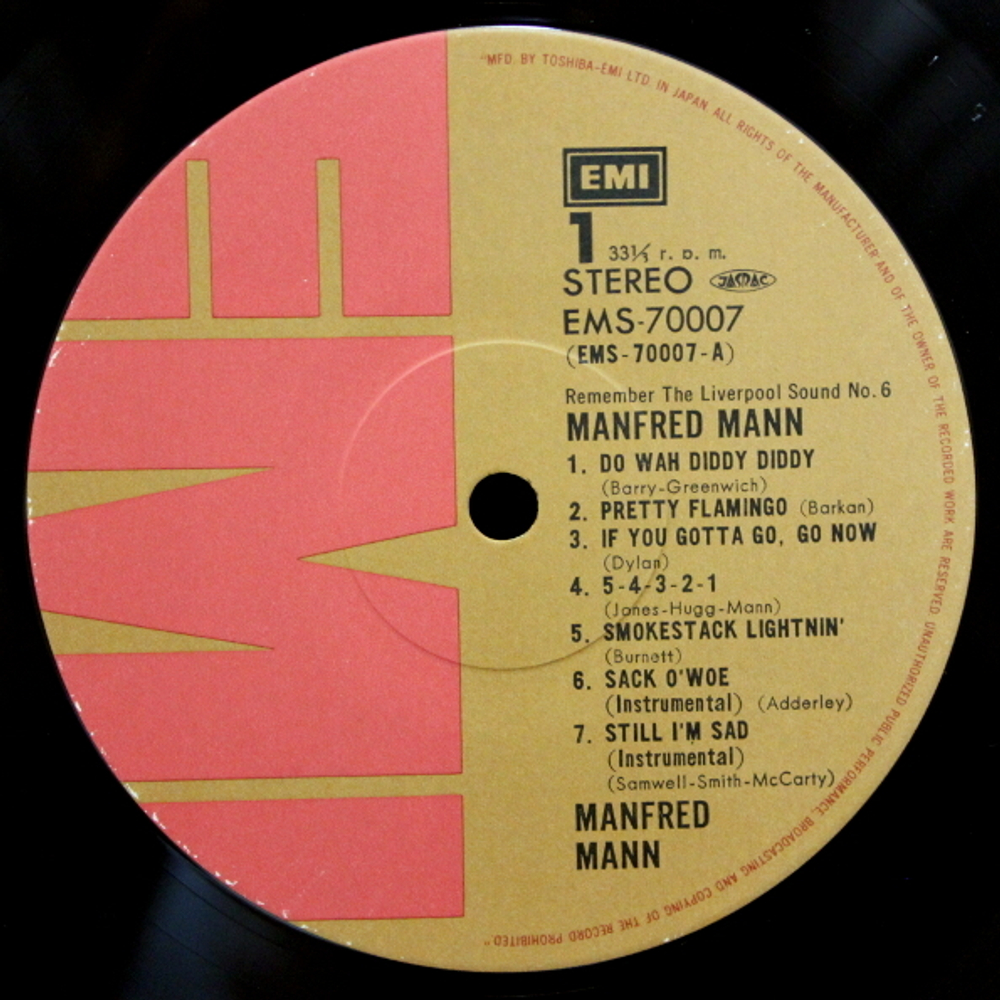 "MFD. BY TOSHIBA-EMI LTD. IN JAPAN ALL RIGHTS OF THE MANUFACTURER AND OF THE OWNER OF THE RECORDED WORK ARE RESERVED UNAUTHORIZED PUBLIC PERFORMANCE, BROADCASTING AND COPYING OF THE RECORD PROHIBITED."
EMI
EMI
1 33⅓ r. p. m.
STEREO JASRAC
EMS-70007
(EMS-70007-A)
Remember The Liverpool Sound No.6
MANFRED MANN
1. DO WAH DIDDY DIDDY
(Barry-Greenwich)
2. PRETTY FLAMINGO (Barkan)
3. IF YOU GOTTA GO, GO NOW
(Dylan)
4. 5-4-3-2-1
(Jones-Hugg-Mann)
5. SMOKESTACK LIGHTNIN'
(Burnett)
6. SACK O'WOE
(Instrumental) (Adderley)
7. STILL I'M SAD
(Instrumental)
(Samwell-Smith-McCarty)
MANFRED
MANN